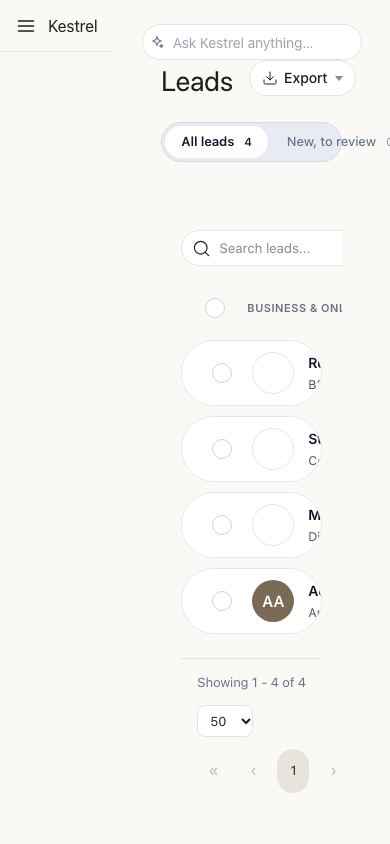 Kestrel
Ask Kestrel anything...
Leads
Export
All leads 4 New, to review
Search leads...
BUSINESS &
AA
Showing 1 - 4 of 4
50
« ‹ 1 ›